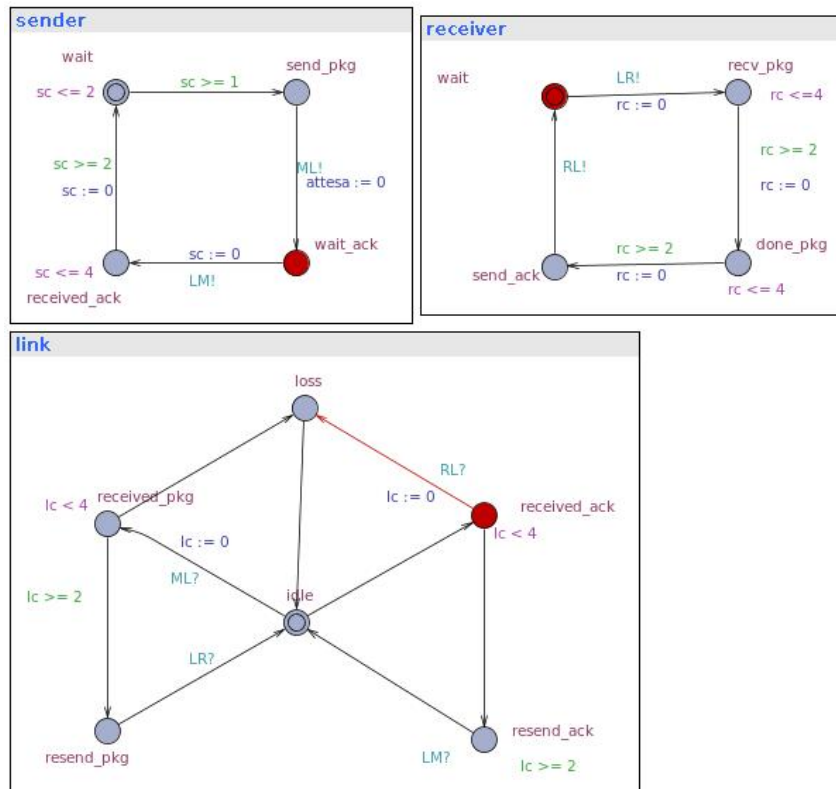 sender
wait
sc <= 2
sc >= 1
send_pkg
ML!
attesa := 0
wait_ack
sc := 0
LM!
sc <= 4
received_ack
sc >= 2
sc := 0
receiver
wait
LR!
rc := 0
recv_pkg
rc <=4
rc >= 2
rc := 0
done_pkg
rc <= 4
rc >= 2
rc := 0
send_ack
RL!
link
loss
RL?
lc := 0
received_pkg
lc < 4
received_ack
lc < 4
lc := 0
ML?
idle
lc >= 2
LR?
resend_pkg
resend_ack
LM?
lc >= 2